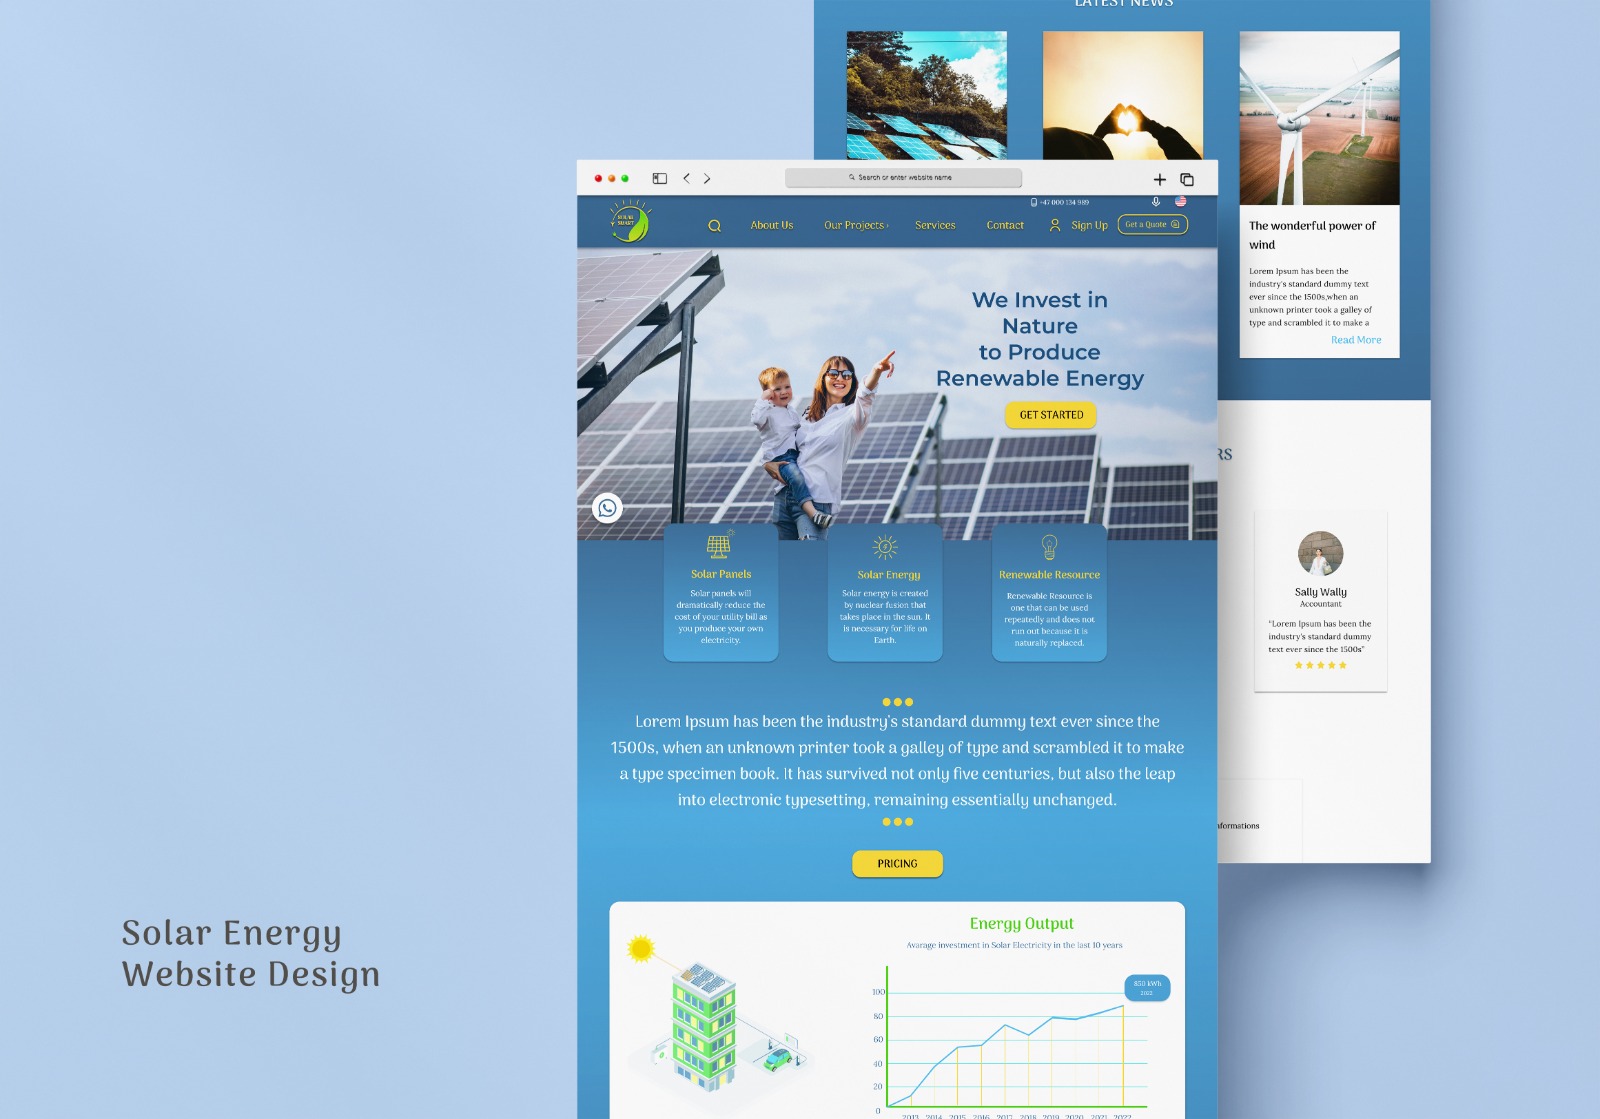 LATEST NEWS
The wonderful power of
wind
Lorem Ipsum has been the
industry's standard dummy text
ever since the 1500s,when an
unknown printer took a galley of
type and scrambled it to make a
Read More
Search or enter website name
+47 000 134 989
SOLAR
SMART
About Us
Our Projects ›
Services
Contact
Sign Up
Get a Quote
We Invest in
Nature
to Produce
Renewable Energy
GET STARTED
RS
Solar Panels
Solar panels will
dramatically reduce the
cost of your utility bill as
you produce your own
electricity.
Solar Energy
Solar energy is created
by nuclear fusion that
takes place in the sun. It
is necessary for life on
Earth.
Renewable Resource
Renewable Resource is
one that can be used
repeatedly and does not
run out because it is
naturally replaced.
Sally Wally
Accountant
“Lorem Ipsum has been the
industry's standard dummy
text ever since the 1500s”
Lorem Ipsum has been the industry's standard dummy text ever since the
1500s, when an unknown printer took a galley of type and scrambled it to make
a type specimen book. It has survived not only five centuries, but also the leap
into electronic typesetting, remaining essentially unchanged.
nformations
PRICING
Solar Energy
Website Design
Energy Output
Avarage investment in Solar Electricity in the last 10 years
850 kWh
2022
100
80
60
40
20
0
2013 2014 2015 2016 2017 2018 2019 2020 2021 2022